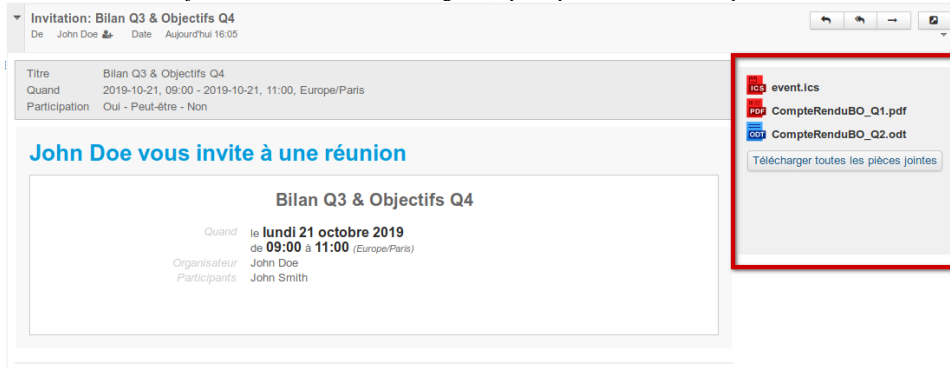 Invitation: Bilan Q3 & Objectifs Q4
De John Doe Date Aujourd'hui 16:05
Titre Bilan Q3 & Objectifs Q4
Quand 2019-10-21, 09:00 - 2019-10-21, 11:00, Europe/Paris
Participation Oui - Peut-être - Non
John Doe vous invite à une réunion
Bilan Q3 & Objectifs Q4
Quand le lundi 21 octobre 2019
de 09:00 à 11:00 (Europe/Paris)
Organisateur John Doe
Participants John Smith
ICS event.ics
PDF CompteRenduBO_Q1.pdf
ODT CompteRenduBO_Q2.odt
Télécharger toutes les pièces jointes